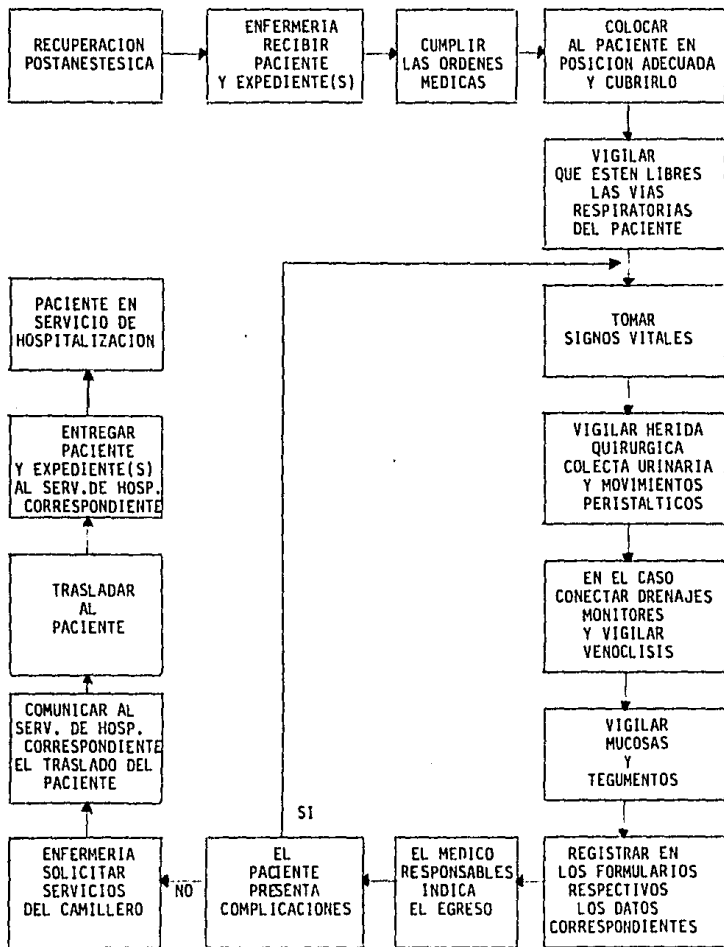 RECUPERACION
POSTANESTESICA
ENFERMERIA
RECIBIR
PACIENTE
Y EXPEDIENTE(S)
CUMPLIR
LAS ORDENES
MEDICAS
COLOCAR
AL PACIENTE EN
POSICION ADECUADA
Y CUBRIRLO
VIGILAR
QUE ESTEN LIBRES
LAS VIAS
RESPIRATORIAS
DEL PACIENTE
TOMAR
SIGNOS VITALES
VIGILAR HERIDA
QUIRURGICA
COLECTA URINARIA
Y MOVIMIENTOS
PERISTALTICOS
EN EL CASO
CONECTAR DRENAJES
MONITORES
Y VIGILAR
VENOCLISIS
VIGILAR
MUCOSAS
Y
TEGUMENTOS
REGISTRAR EN
LOS FORMULARIOS
RESPECTIVOS
LOS DATOS
CORRESPONDIENTES
EL MEDICO
RESPONSABLES
INDICA
EL EGRESO
EL
PACIENTE
PRESENTA
COMPLICACIONES
SI
NO
ENFERMERIA
SOLICITAR
SERVICIOS
DEL CAMILLERO
COMUNICAR AL
SERV. DE HOSP.
CORRESPONDIENTE
EL TRASLADO DEL
PACIENTE
TRASLADAR
AL
PACIENTE
ENTREGAR
PACIENTE
Y EXPEDIENTE(S)
AL SERV.DE HOSP.
CORRESPONDIENTE
PACIENTE EN
SERVICIO DE
HOSPITALIZACION